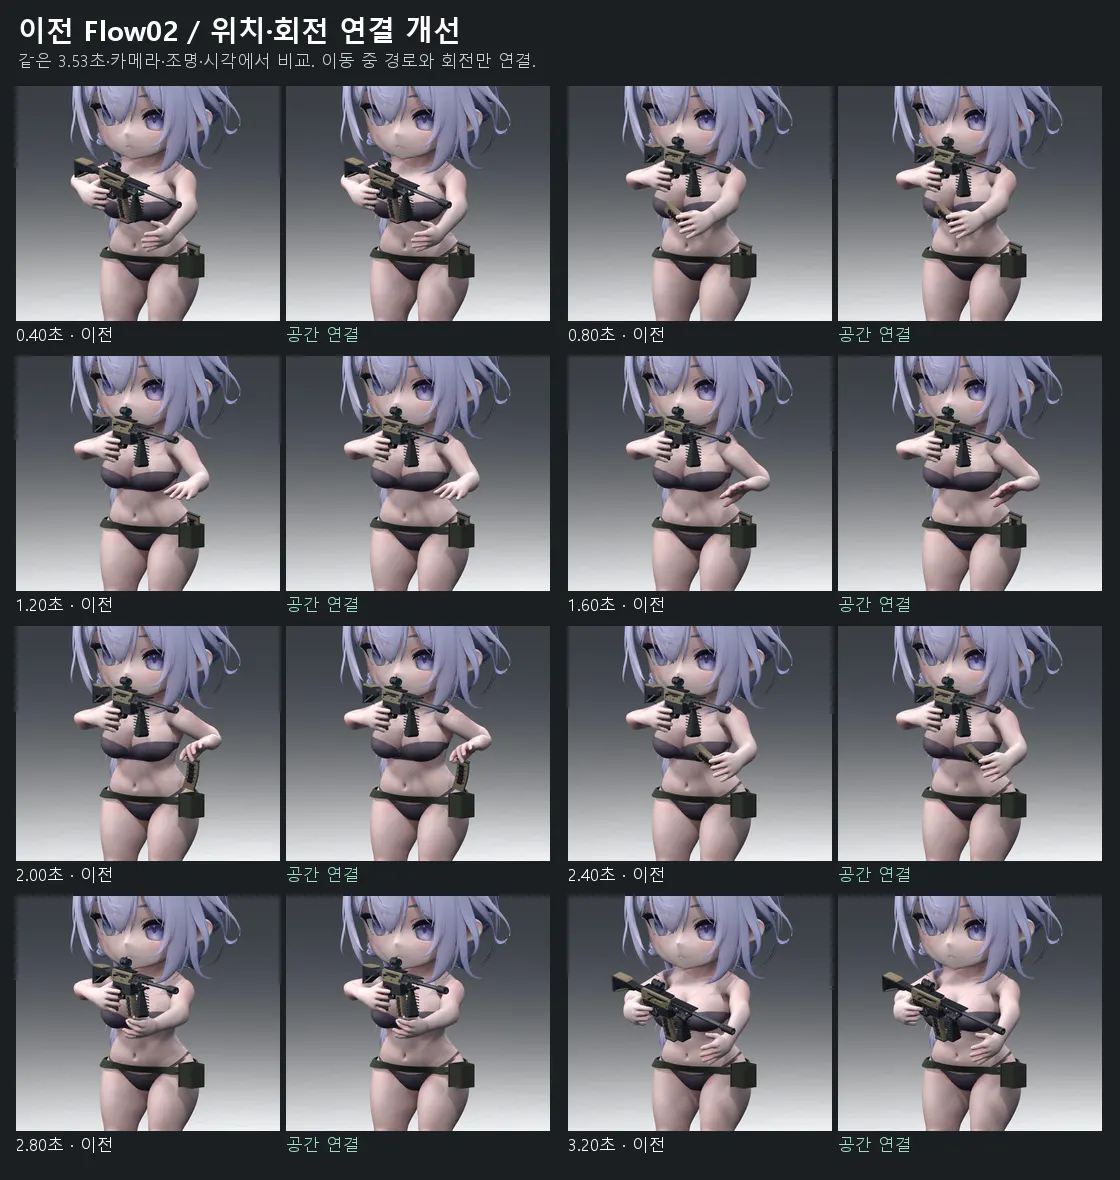 이전 Flow02 / 위치·회전 연결 개선
같은 3.53초·카메라·조명·시각에서 비교. 이동 중 경로와 회전만 연결.
0.40초 · 이전
공간 연결
0.80초 · 이전
공간 연결
1.20초 · 이전
공간 연결
1.60초 · 이전
공간 연결
2.00초 · 이전
공간 연결
2.40초 · 이전
공간 연결
2.80초 · 이전
공간 연결
3.20초 · 이전
공간 연결